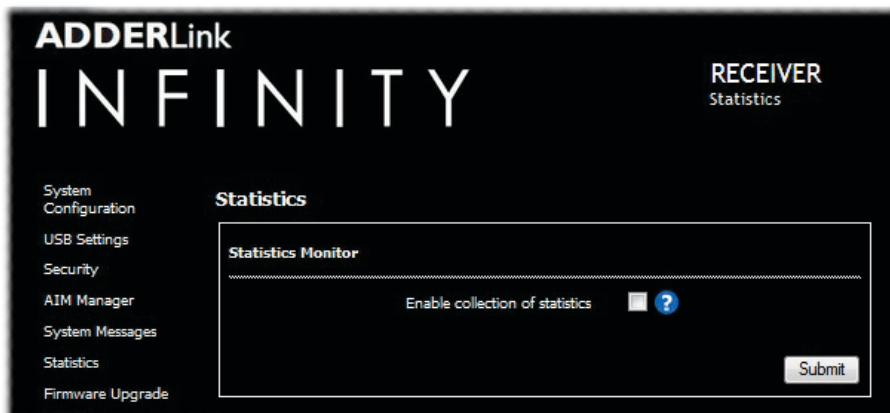 ADDERLink
INFINITY
RECEIVER
Statistics
System
Configuration
USB Settings
Security
AIM Manager
System Messages
Statistics
Firmware Upgrade
Statistics
Statistics Monitor
Enable collection of statistics
?
Submit